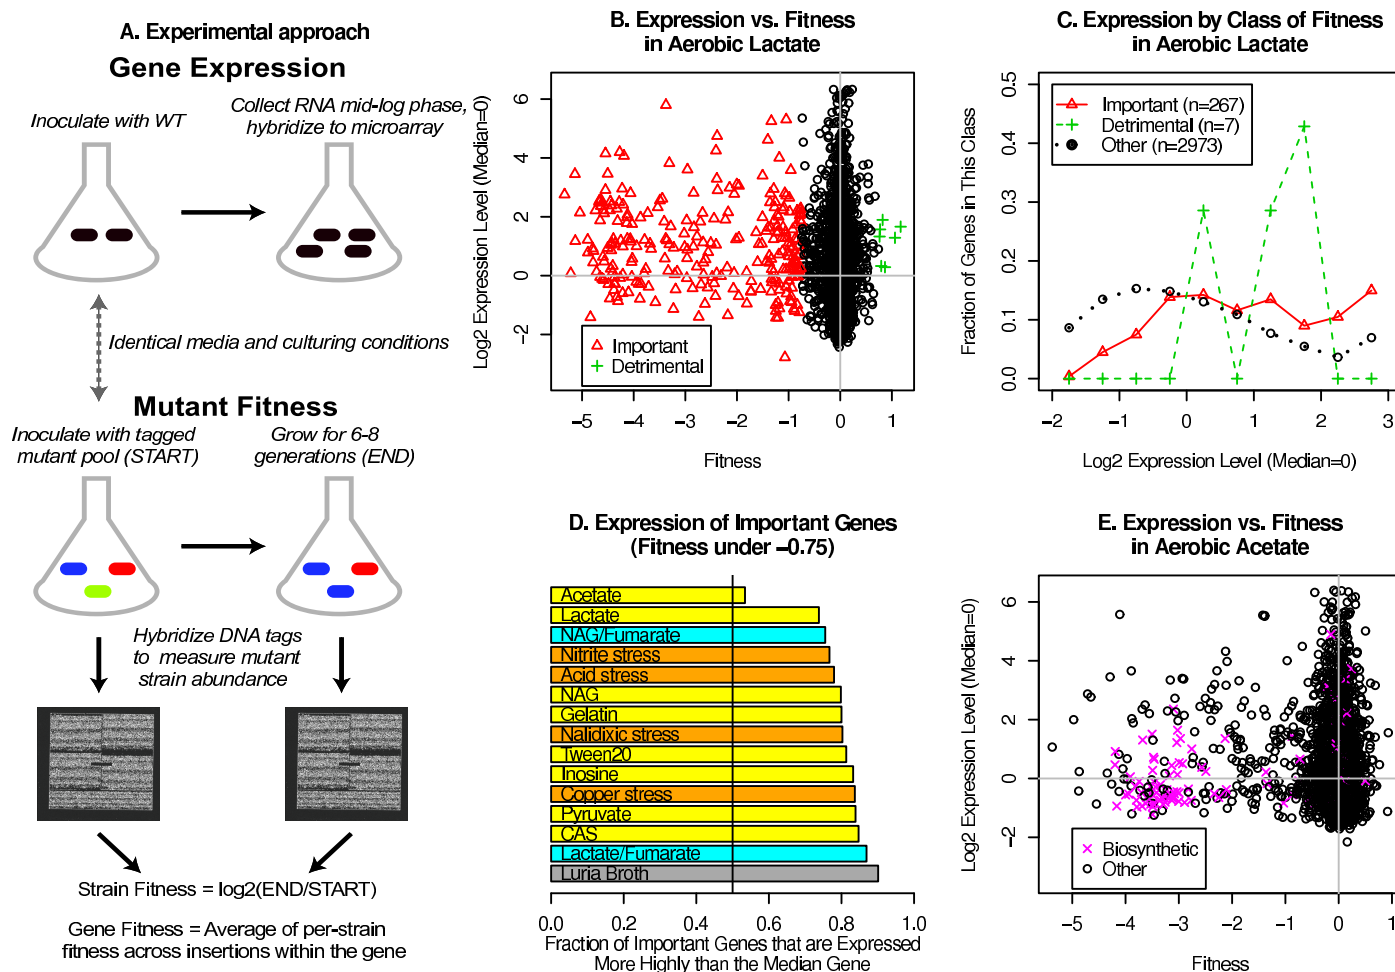 A. Experimental approach
Gene Expression
Inoculate with WT
Collect RNA mid-log phase,
hybridize to microarray
Identical media and culturing conditions
Mutant Fitness
Inoculate with tagged
mutant pool (START)
Grow for 6-8
generations (END)
Hybridize DNA tags
to measure mutant
strain abundance
Strain Fitness = log2(END/START)
Gene Fitness = Average of per-strain
fitness across insertions within the gene
B. Expression vs. Fitness
in Aerobic Lactate
Log2 Expression Level (Median=0)
6
4
2
0
−2
Important
Detrimental
−5 −4 −3 −2 −1 0 1
Fitness
C. Expression by Class of Fitness
in Aerobic Lactate
Fraction of Genes in This Class
0.5
0.4
0.3
0.2
0.1
0.0
Important (n=267)
Detrimental (n=7)
Other (n=2973)
−2 −1 0 1 2 3
Log2 Expression Level (Median=0)
D. Expression of Important Genes
(Fitness under −0.75)
Acetate
Lactate
NAG/Fumarate
Nitrite stress
Acid stress
NAG
Gelatin
Nalidixic stress
Tween20
Inosine
Copper stress
Pyruvate
CAS
Lactate/Fumarate
Luria Broth
0.0 0.2 0.4 0.6 0.8 1.0
Fraction of Important Genes that are Expressed
More Highly than the Median Gene
E. Expression vs. Fitness
in Aerobic Acetate
Log2 Expression Level (Median=0)
6
4
2
0
−2
Biosynthetic
Other
−5 −4 −3 −2 −1 0 1
Fitness